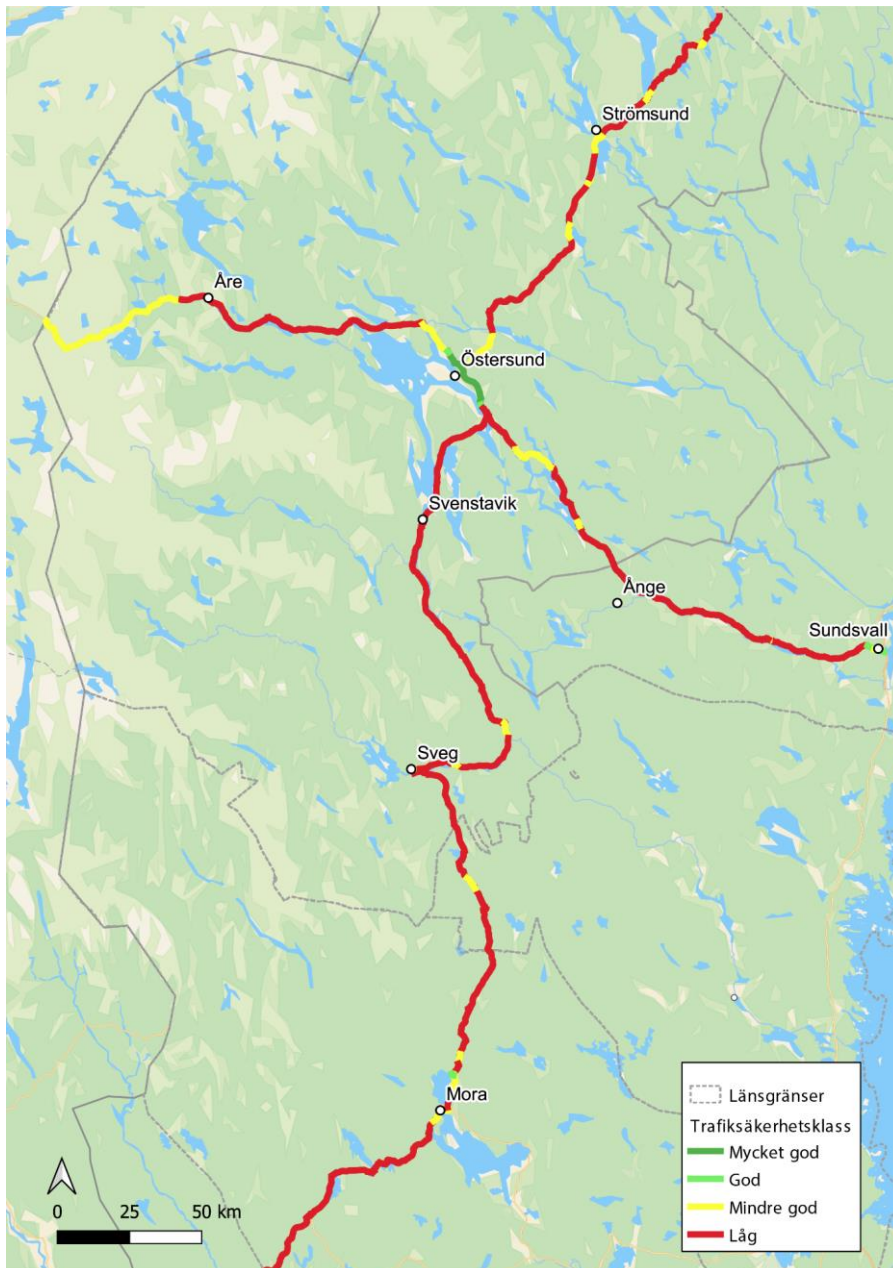 Strömsund
Åre
Östersund
Svenstavik
Ånge
Sundsvall
Sveg
Mora
Länsgränser
Trafiksäkerhetsklass
Mycket god
God
Mindre god
Låg
0 25 50 km